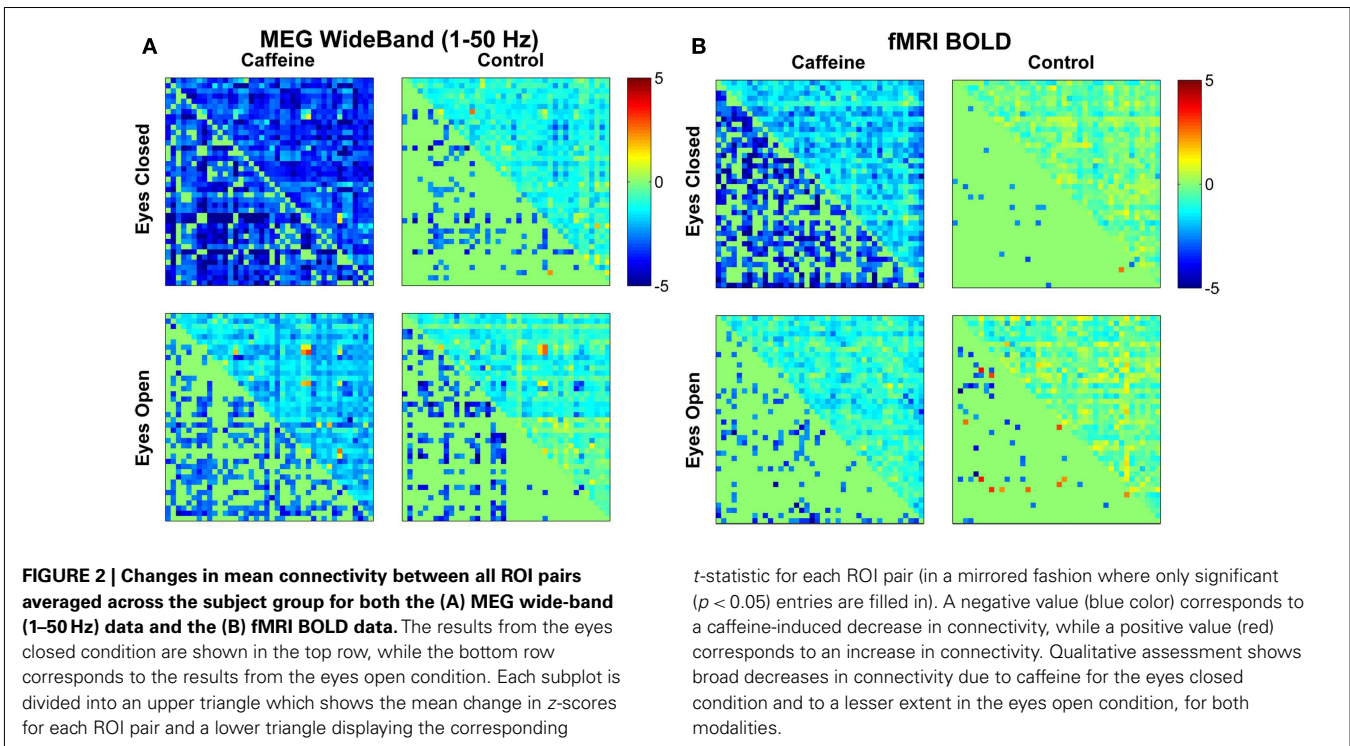 A
MEG WideBand (1-50 Hz)
Caffeine
Control
Eyes Closed
5
0
-5
Eyes Open
B
fMRI BOLD
Caffeine
Control
Eyes Closed
5
0
-5
Eyes Open
FIGURE 2 | Changes in mean connectivity between all ROI pairs
averaged across the subject group for both the (A) MEG wide-band
(1–50 Hz) data and the (B) fMRI BOLD data. The results from the eyes
closed condition are shown in the top row, while the bottom row
corresponds to the results from the eyes open condition. Each subplot is
divided into an upper triangle which shows the mean change in z-scores
for each ROI pair and a lower triangle displaying the corresponding
t-statistic for each ROI pair (in a mirrored fashion where only significant
(p < 0.05) entries are filled in). A negative value (blue color) corresponds to
a caffeine-induced decrease in connectivity, while a positive value (red)
corresponds to an increase in connectivity. Qualitative assessment shows
broad decreases in connectivity due to caffeine for the eyes closed
condition and to a lesser extent in the eyes open condition, for both
modalities.